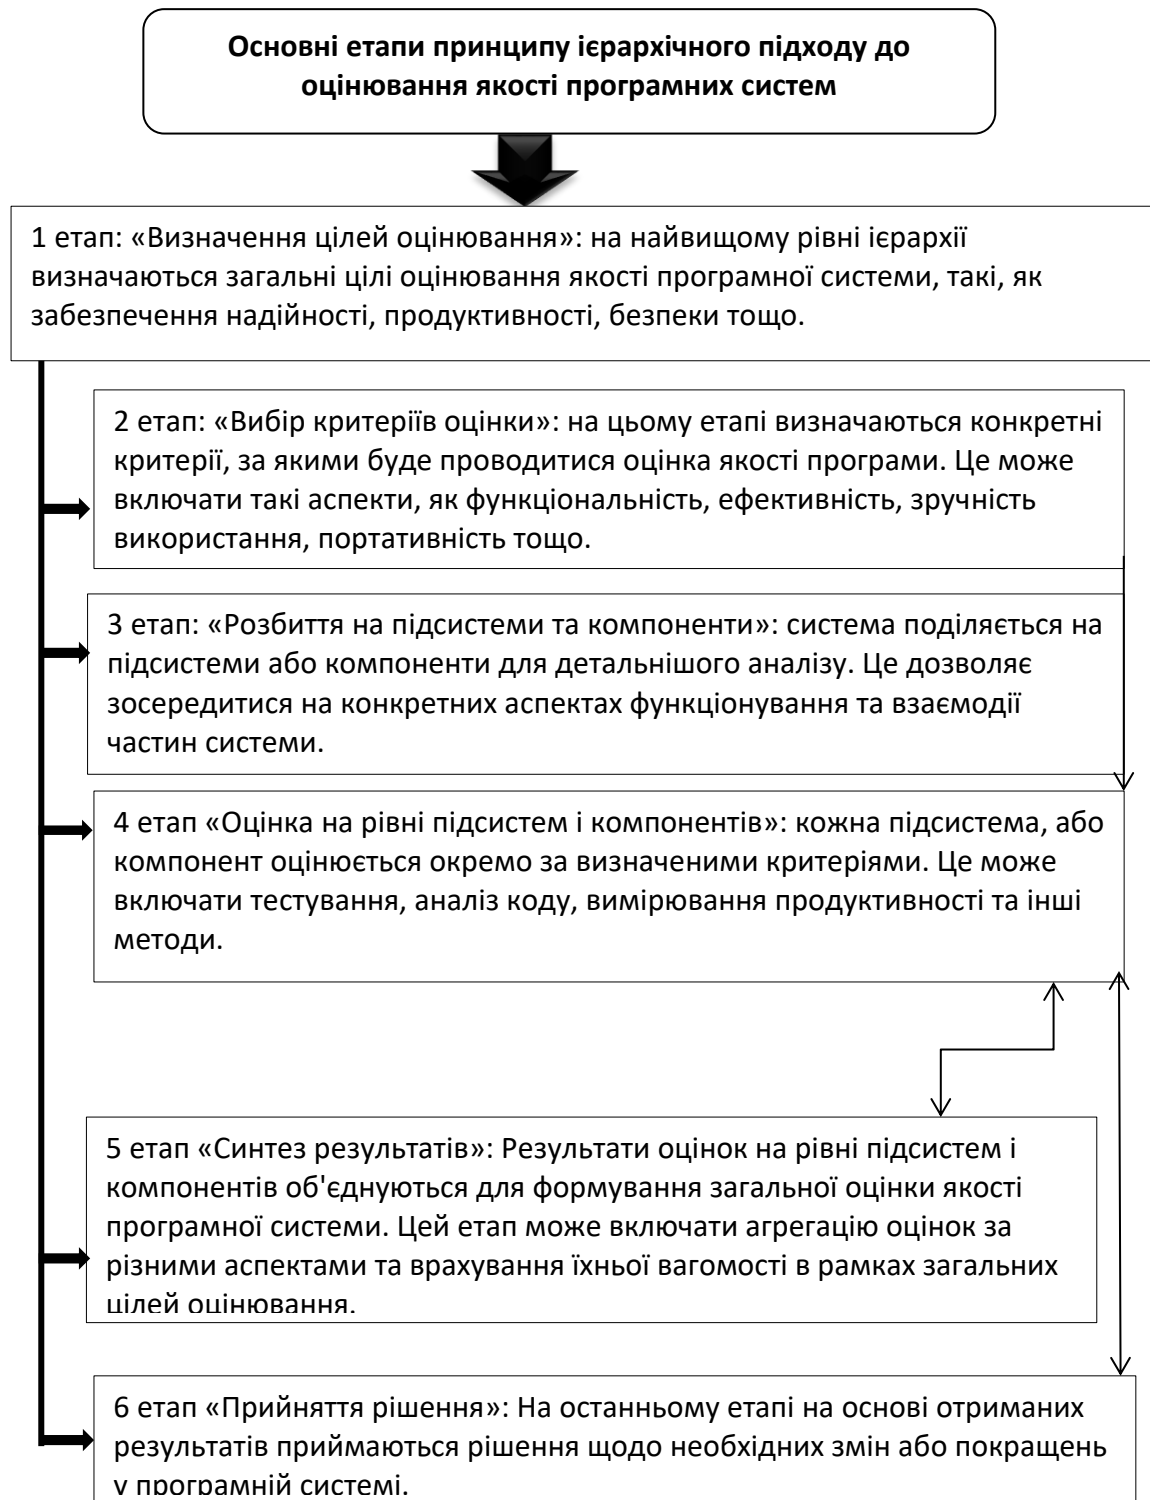 Основні етапи принципу ієрархічного підходу до
оцінювання якості програмних систем
1 етап: «Визначення цілей оцінювання»: на найвищому рівні ієрархії
визначаються загальні цілі оцінювання якості програмної системи, такі, як
забезпечення надійності, продуктивності, безпеки тощо.
2 етап: «Вибір критеріїв оцінки»: на цьому етапі визначаються конкретні
критерії, за якими буде проводитися оцінка якості програми. Це може
включати такі аспекти, як функціональність, ефективність, зручність
використання, портативність тощо.
3 етап: «Розбиття на підсистеми та компоненти»: система поділяється на
підсистеми або компоненти для детальнішого аналізу. Це дозволяє
зосередитися на конкретних аспектах функціонування та взаємодії
частин системи.
4 етап «Оцінка на рівні підсистем і компонентів»: кожна підсистема, або
компонент оцінюється окремо за визначеними критеріями. Це може
включати тестування, аналіз коду, вимірювання продуктивності та інші
методи.
5 етап «Синтез результатів»: Результати оцінок на рівні підсистем і
компонентів об'єднуються для формування загальної оцінки якості
програмної системи. Цей етап може включати агрегацію оцінок за
різними аспектами та врахування їхньої вагомості в рамках загальних
цілей оцінювання.
6 етап «Прийняття рішення»: На останньому етапі на основі отриманих
результатів приймаються рішення щодо необхідних змін або покращень
у програмній системі.